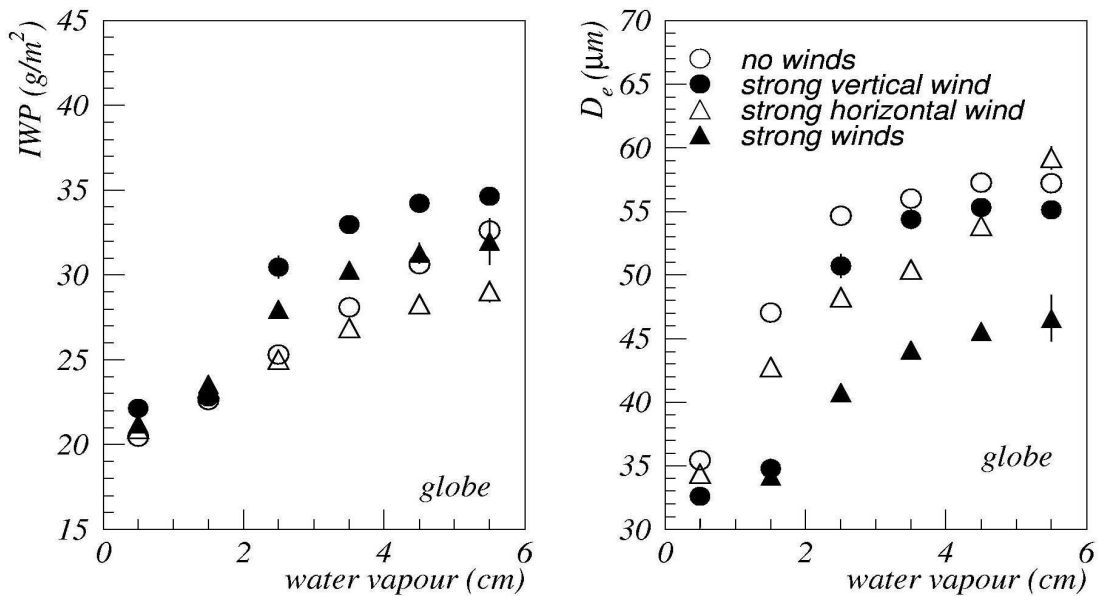 IWP (g/m²)
45
40
35
30
25
20
15
globe
0
2
4
6
water vapour (cm)
D_e (μm)
70
65
60
55
50
45
40
35
30
no winds
strong vertical wind
strong horizontal wind
strong winds
globe
0
2
4
6
water vapour (cm)